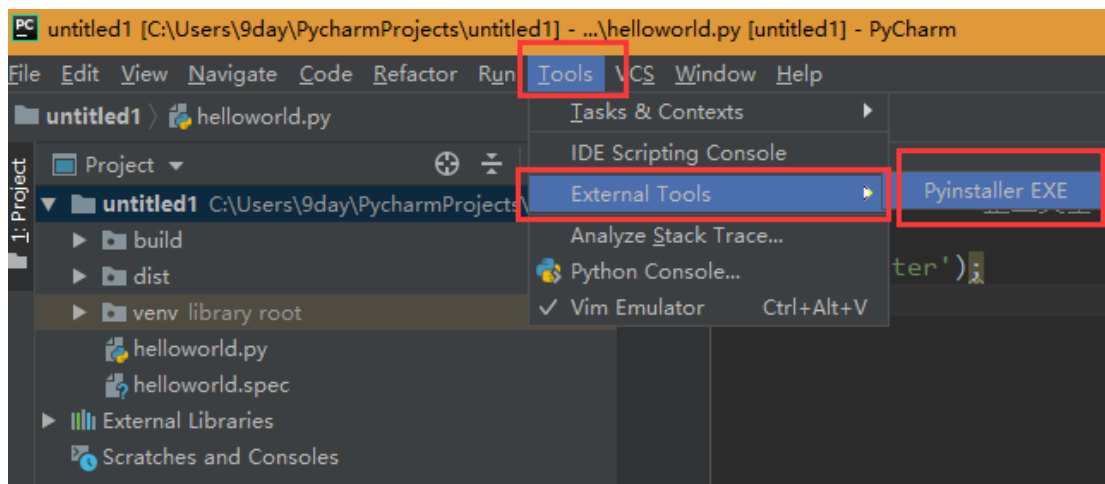 PC untitled1 [C:\Users\9day\PycharmProjects\untitled1] - ...\helloworld.py [untitled1] - PyCharm
File Edit View Navigate Code Refactor Run Tools VCS Window Help
untitled1 helloworld.py
Tasks & Contexts
IDE Scripting Console
External Tools
Pyinstaller EXE
Analyze Stack Trace...
Python Console...
Vim Emulator Ctrl+Alt+V
1: Project
Project
untitled1 C:\Users\9day\PycharmProjects\
build
dist
venv library root
helloworld.py
helloworld.spec
External Libraries
Scratches and Consoles
ter');